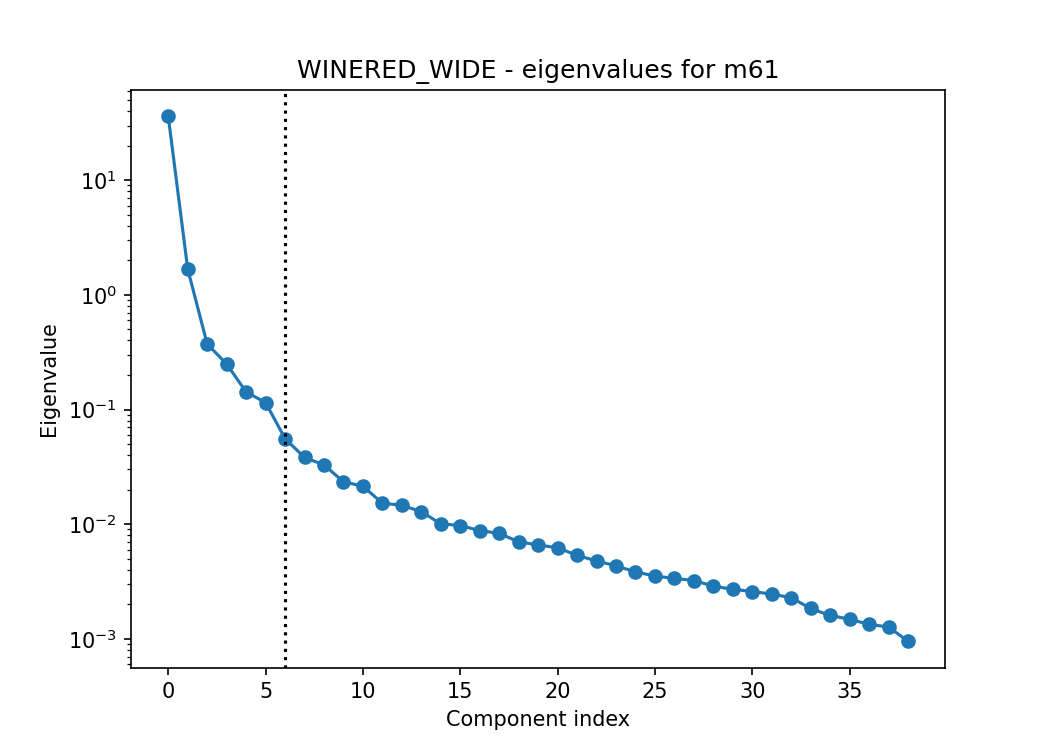 WINERED_WIDE - eigenvalues for m61
Eigenvalue
10¹
10⁰
10⁻¹
10⁻²
10⁻³
0 5 10 15 20 25 30 35
Component index